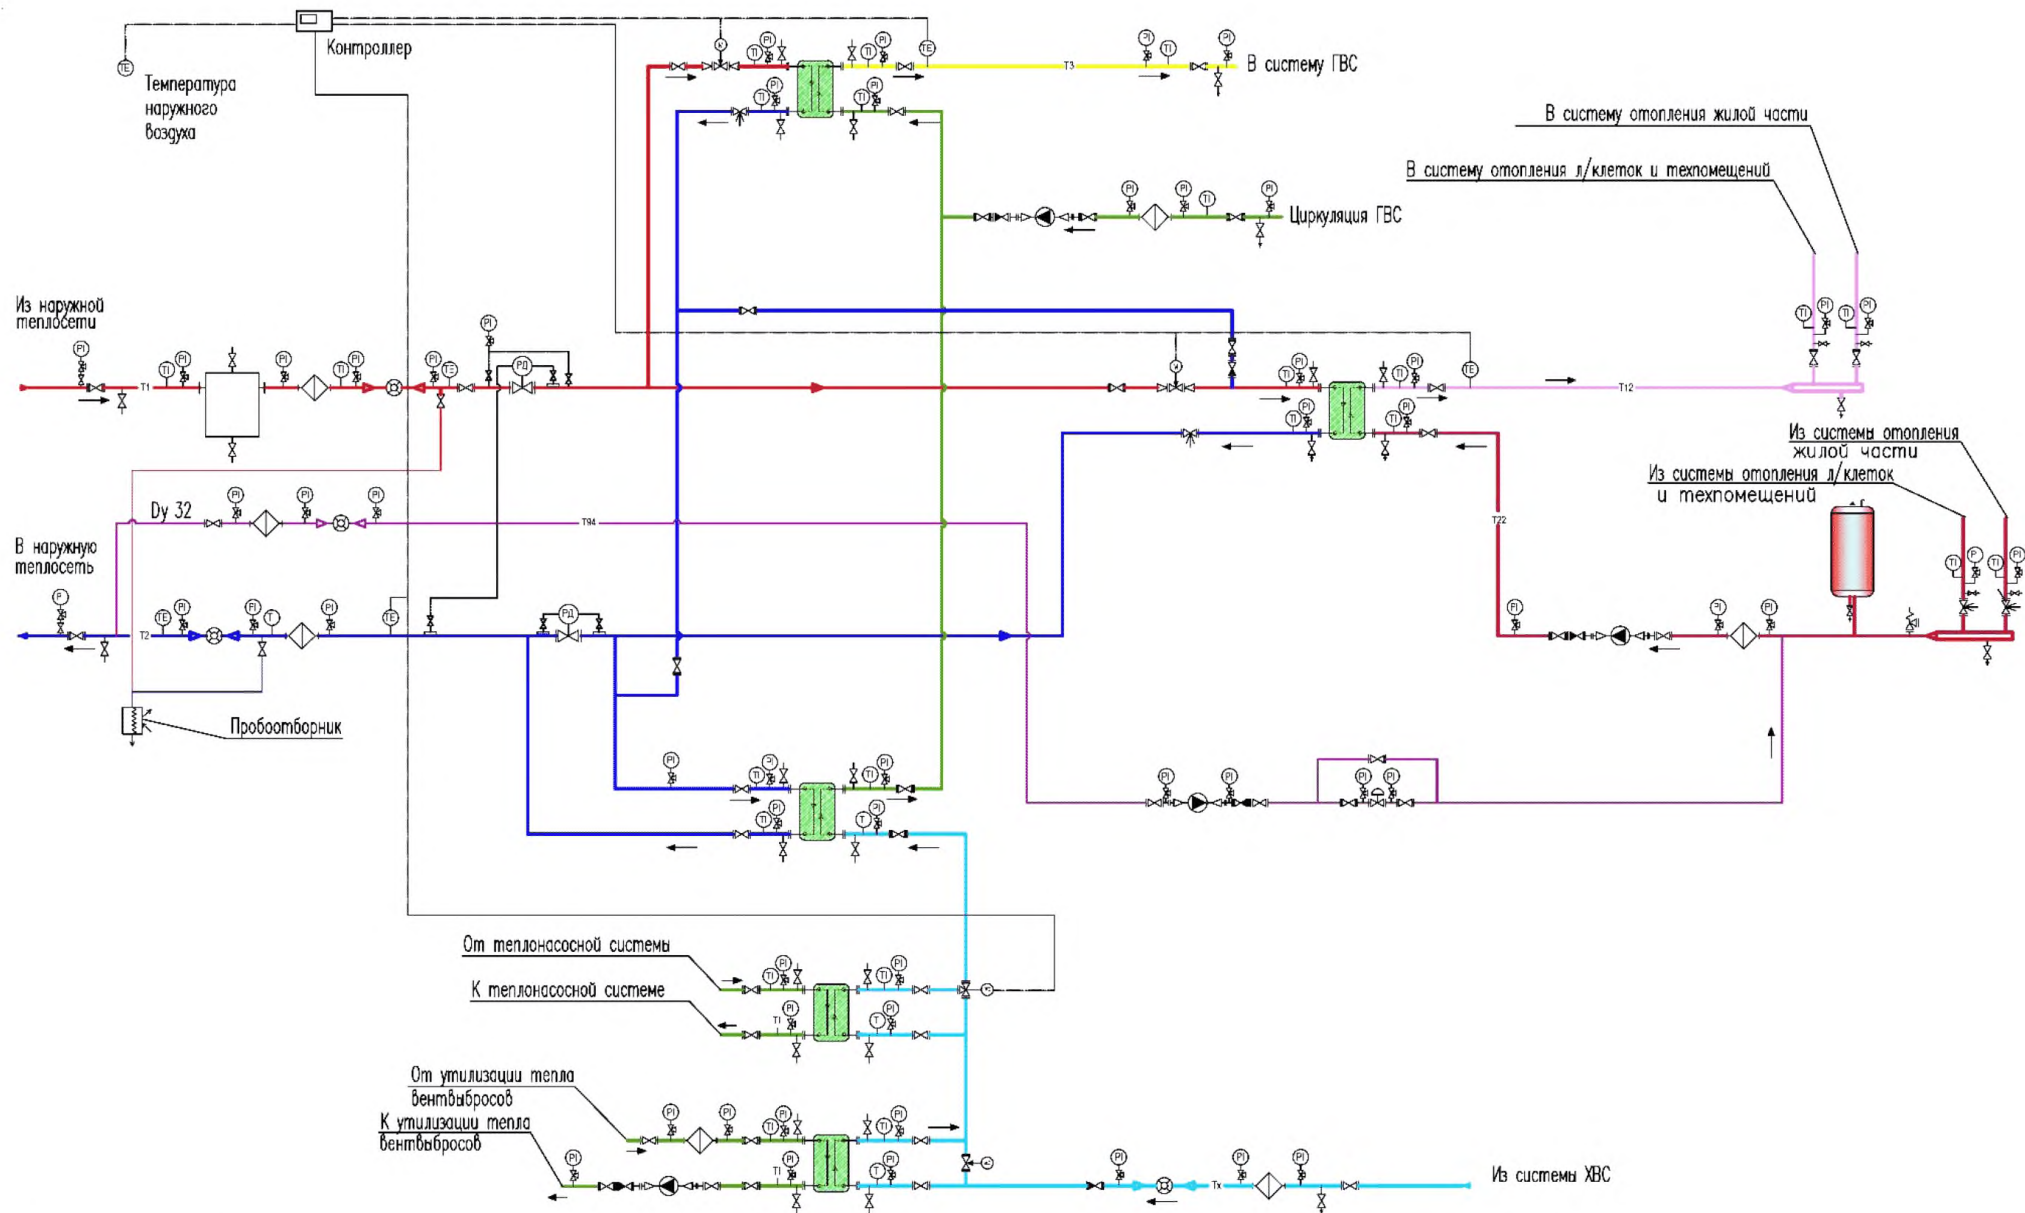 Контроллер
Температура
наружного
воздуха
В систему ГВС
В систему отопления жилой части
В систему отопления л/клеток и техпомещений
Циркуляция ГВС
Из наружной
теплосети
T3
T1
T12
РД
Из системы отопления
жилой части
Из системы отопления л/клеток
и техпомещений
Dy 32
T94
T22
В наружную
теплосеть
T2
РД
Пробоотборник
От теплонасосной системы
К теплонасосной системе
От утилизации тепла
вентвыбросов
К утилизации тепла
вентвыбросов
Tx
Из системы ХВС